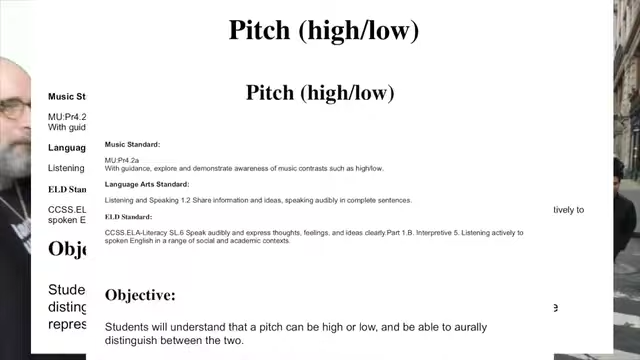 Pitch (high/low)
Pitch (high/low)
Music Standard:
MU:Pr4.2a
With guidance, explore and demonstrate awareness of music contrasts such as high/low.
Language Arts Standard:
Listening and Speaking 1.2 Share information and ideas, speaking audibly in complete sentences.
ELD Standard:
CCSS.ELA-Literacy SL.6 Speak audibly and express thoughts, feelings, and ideas clearly.Part 1.B. Interpretive 5. Listening actively to
spoken English in a range of social and academic contexts.
Objective:
Students will understand that a pitch can be high or low, and be able to aurally
distinguish between the two.
Music St
MU:Pr4.2
With guid
Languag
Listening
ELD Stan
CCSS.EL
tively to
spoken E
Obje
Stude
disting
repres